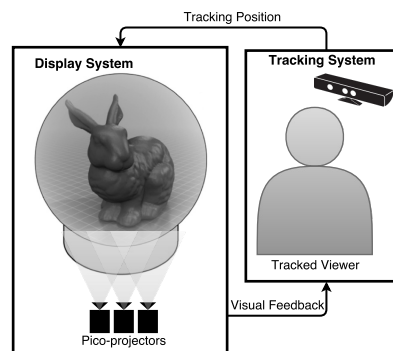 Tracking Position
Display System
Tracking System
Tracked Viewer
Visual Feedback
Pico-projectors